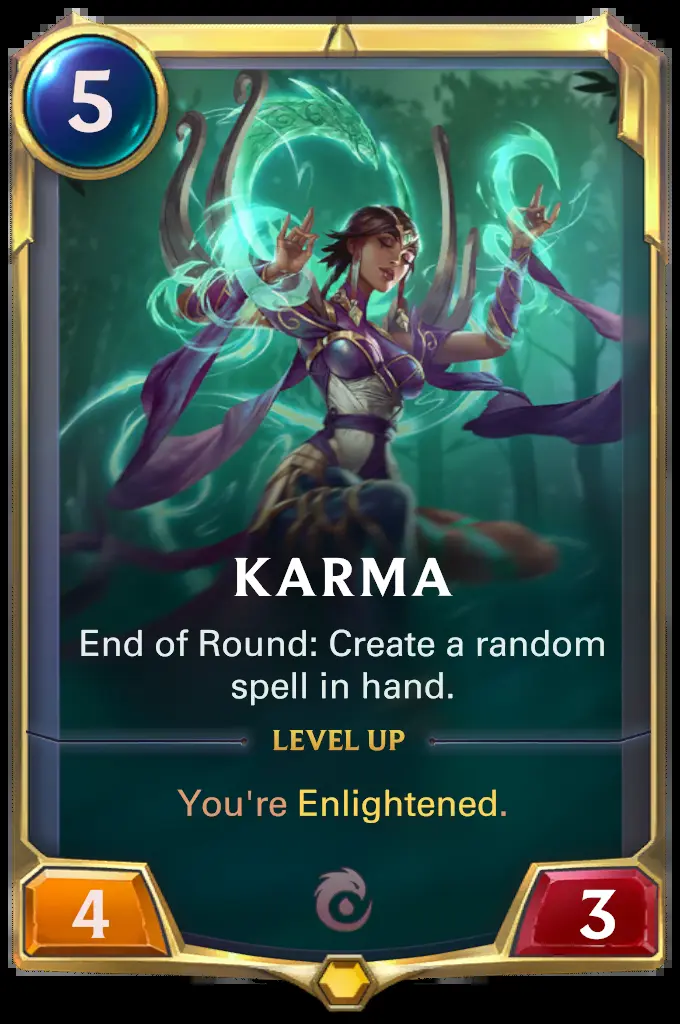 5
KARMA
End of Round: Create a random
spell in hand.
LEVEL UP
You're Enlightened.
4
3